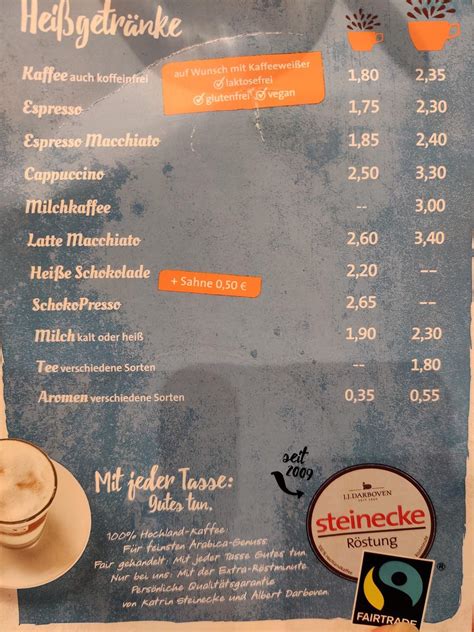 Heißgetränke
Kaffee auch koffeinfrei 1,80 2,35
auf Wunsch mit Kaffeeweißer
laktosefrei
glutenfrei vegan
Espresso 1,75 2,30
Espresso Macchiato 1,85 2,40
Cappuccino 2,50 3,30
Milchkaffee -- 3,00
Latte Macchiato 2,60 3,40
Heiße Schokolade 2,20 --
+ Sahne 0,50 €
SchokoPresso 2,65 --
Milch kalt oder heiß 1,90 2,30
Tee verschiedene Sorten -- 1,80
Aromen verschiedene Sorten 0,35 0,55
Mit jeder Tasse:
Gutes tun.
100% Hochland-Kaffee:
Für feinsten Arabica-Genuss
Fair gehandelt: Mit jeder Tasse Gutes tun
Nur bei uns: Mit der Extra-Röstminute
Persönliche Qualitätsgarantie
von Katrin Steinecke und Albert Darboven
seit
2009
J.J. DARBOVEN
SEIT 1866
steinecke
Röstung
FAIRTRADE
®